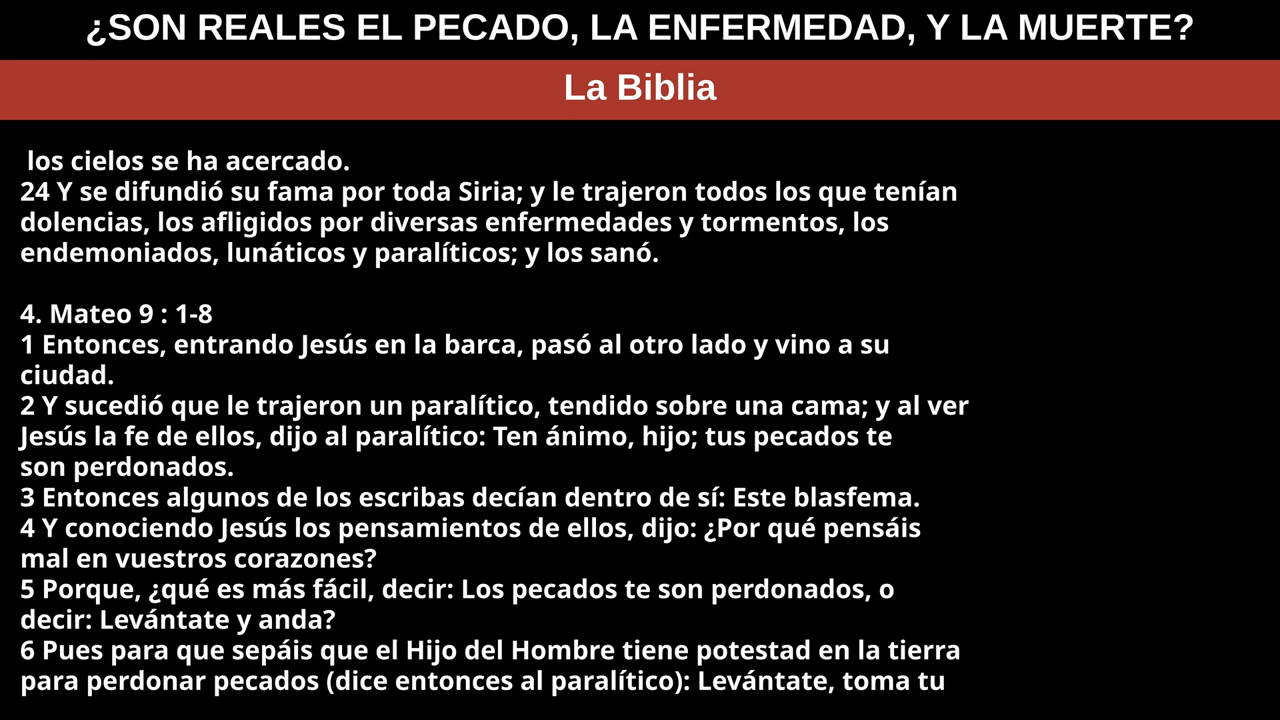 ¿SON REALES EL PECADO, LA ENFERMEDAD, Y LA MUERTE?
La Biblia
los cielos se ha acercado.
24 Y se difundió su fama por toda Siria; y le trajeron todos los que tenían
dolencias, los afligidos por diversas enfermedades y tormentos, los
endemoniados, lunáticos y paralíticos; y los sanó.
4. Mateo 9 : 1-8
1 Entonces, entrando Jesús en la barca, pasó al otro lado y vino a su
ciudad.
2 Y sucedió que le trajeron un paralítico, tendido sobre una cama; y al ver
Jesús la fe de ellos, dijo al paralítico: Ten ánimo, hijo; tus pecados te
son perdonados.
3 Entonces algunos de los escribas decían dentro de sí: Este blasfema.
4 Y conociendo Jesús los pensamientos de ellos, dijo: ¿Por qué pensáis
mal en vuestros corazones?
5 Porque, ¿qué es más fácil, decir: Los pecados te son perdonados, o
decir: Levántate y anda?
6 Pues para que sepáis que el Hijo del Hombre tiene potestad en la tierra
para perdonar pecados (dice entonces al paralítico): Levántate, toma tu